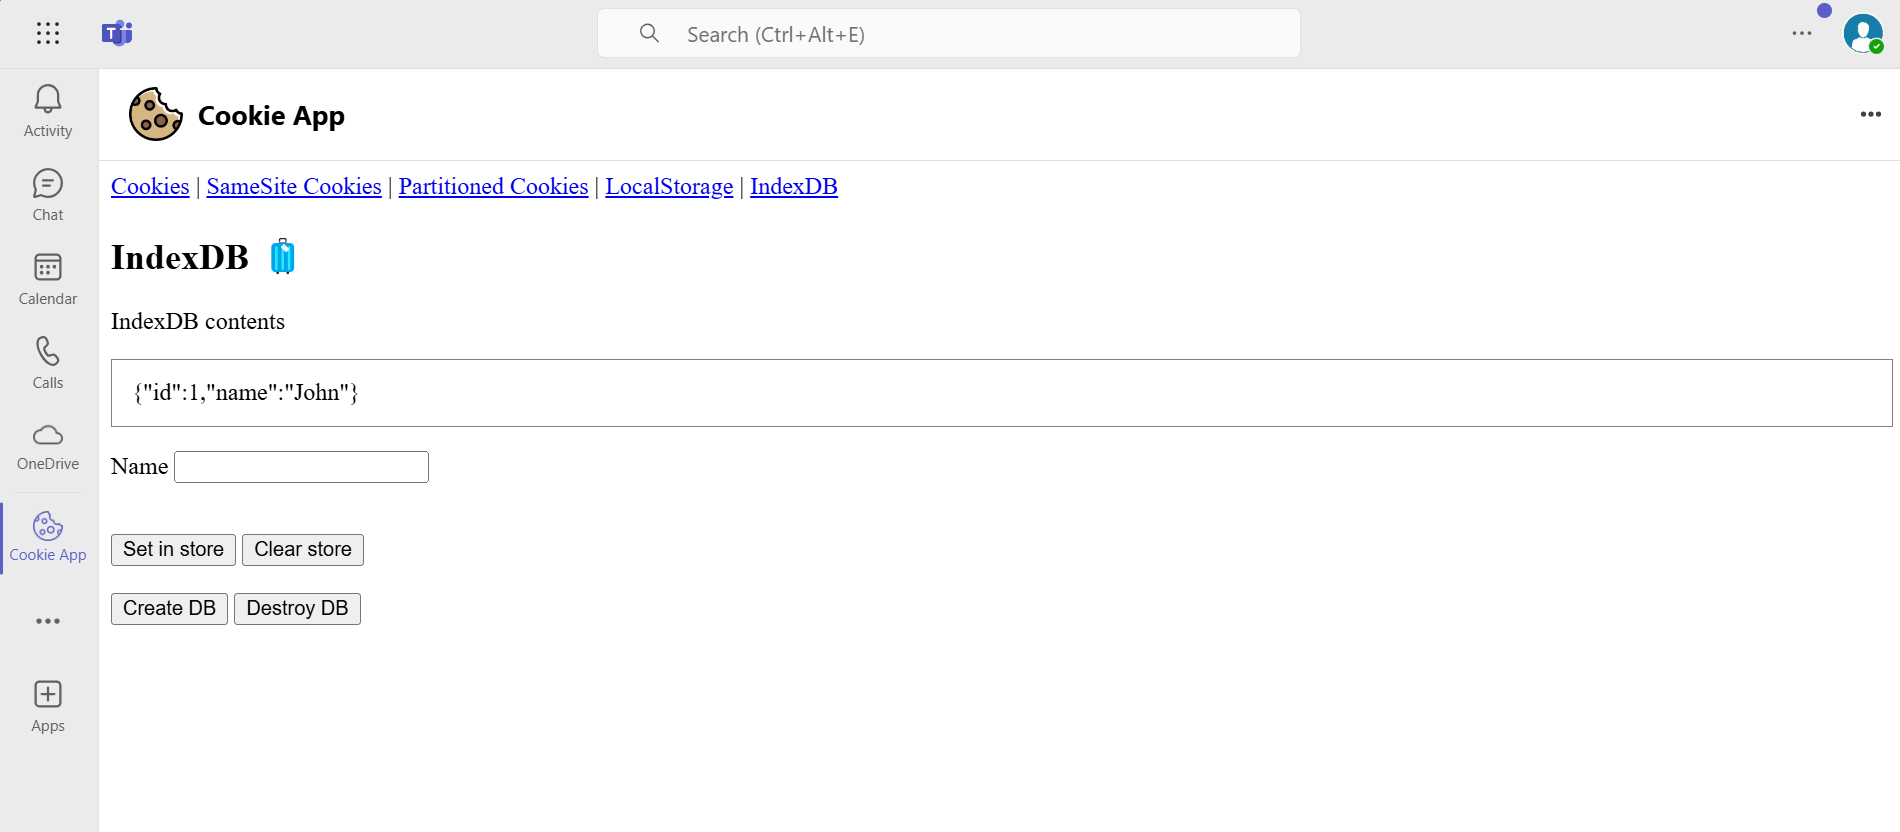 T
Search (Ctrl+Alt+E)
Activity
Chat
Calendar
Calls
OneDrive
Cookie App
Apps
Cookie App
Cookies | SameSite Cookies | Partitioned Cookies | LocalStorage | IndexDB
IndexDB
IndexDB contents
{"id":1,"name":"John"}
Name
Set in store Clear store
Create DB Destroy DB